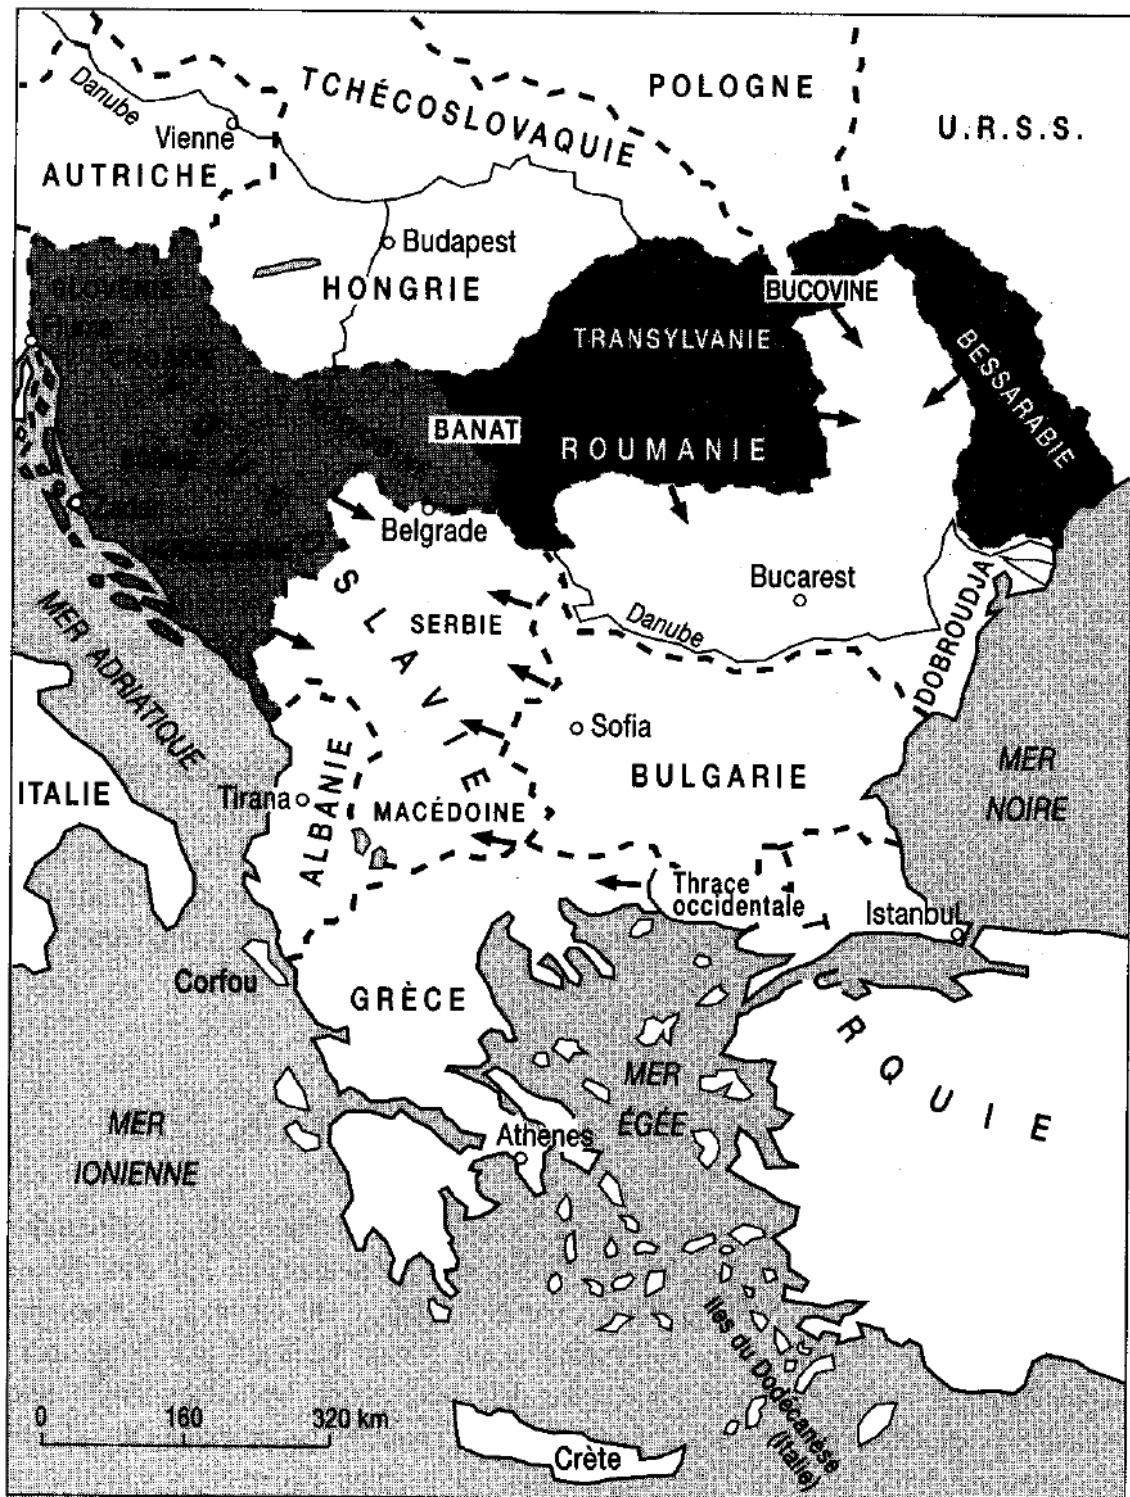 TCHÉCOSLOVAQUIE
POLOGNE
U.R.S.S.
Danube
Vienne
AUTRICHE
Budapest
HONGRIE
SLOVÉNIE
Fiume
BUCOVINE
TRANSYLVANIE
BESSARABIE
BANAT
ROUMANIE
Belgrade
Bucarest
SLAVIE
SERBIE
Danube
DOBROUDJA
MER ADRIATIQUE
Sofia
BULGARIE
MER
NOIRE
ITALIE
Tirana
ALBANIE
MACÉDOINE
Thrace
occidentale
Istanbul
Corfou
GRÈCE
TURQUIE
MER
ÉGÉE
MER
IONIENNE
Athènes
Iles du Dodécanèse
(Italie)
0 160 320 km
Crète